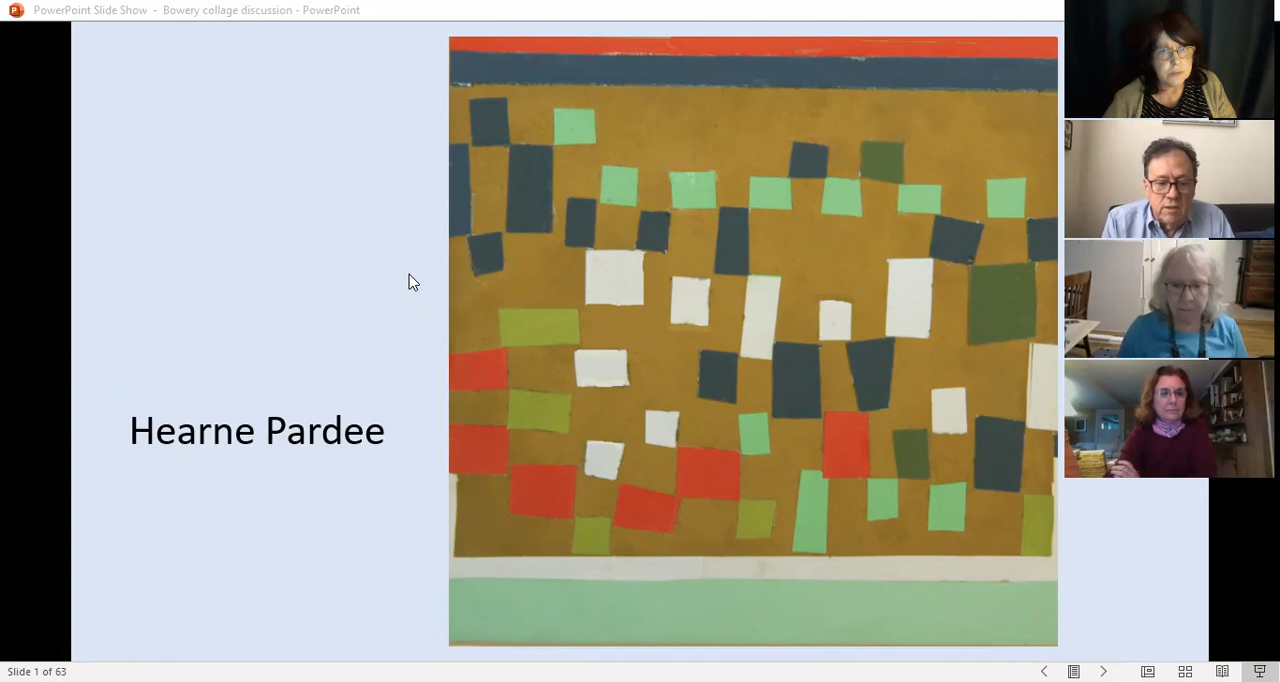 PowerPoint Slide Show - Bowery collage discussion - PowerPoint
Hearne Pardee
Slide 1 of 63